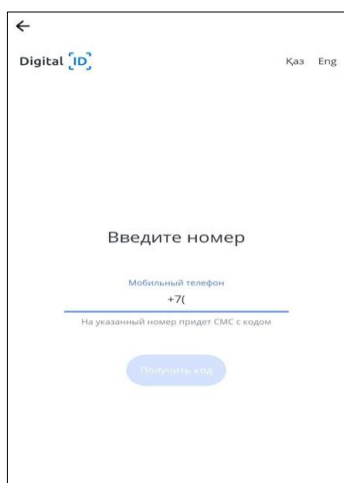 Digital ID
Қаз Eng
Введите номер
Мобильный телефон
+7(
На указанный номер придет СМС с кодом
Получить код